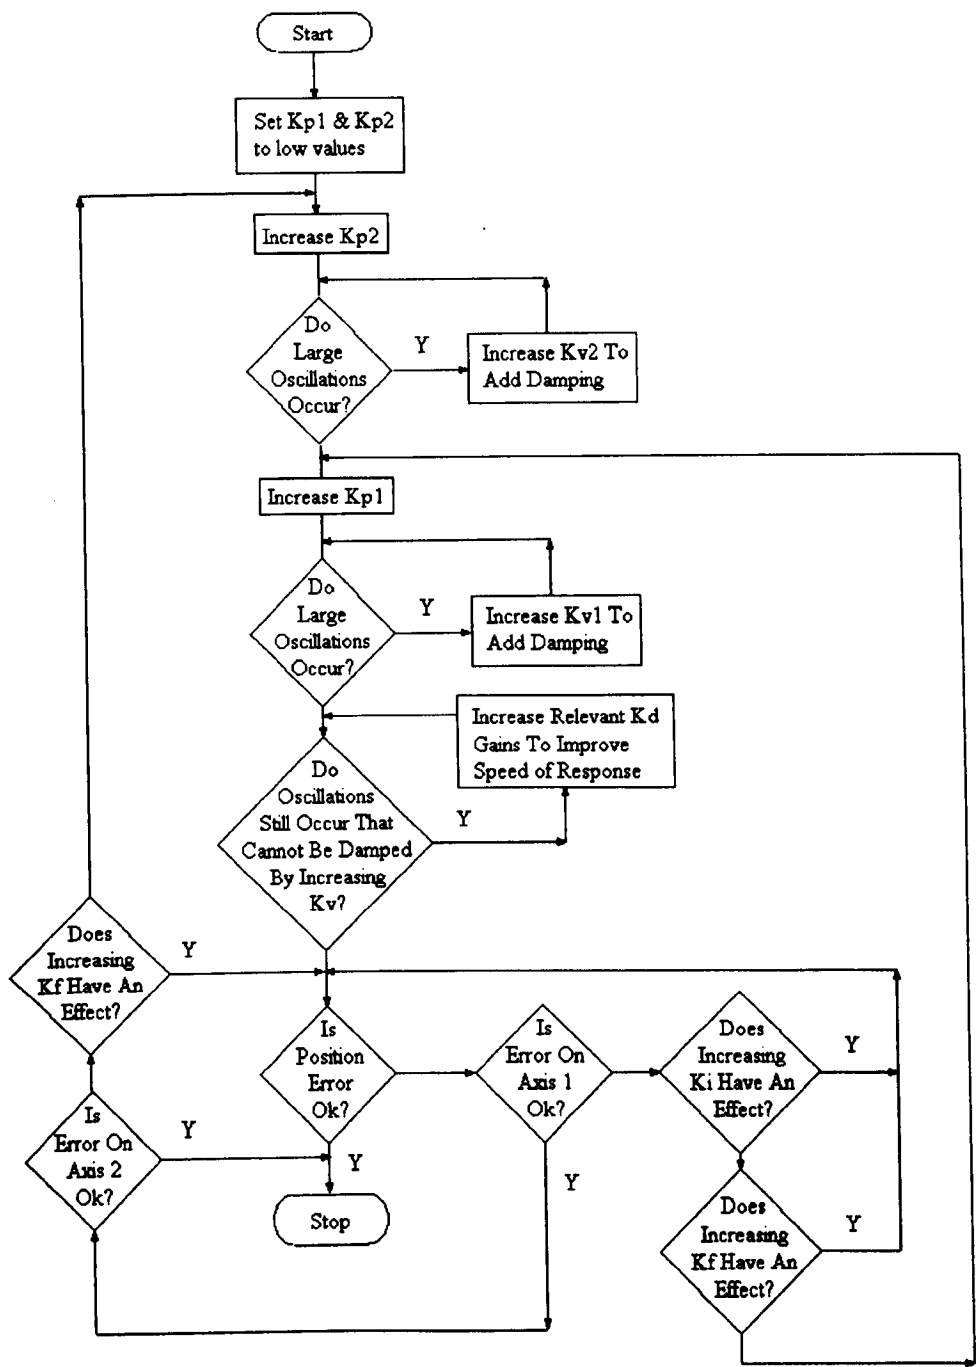 Start
Set Kp1 & Kp2
to low values
Increase Kp2
Do
Large
Oscillations
Occur?
Y
Increase Kv2 To
Add Damping
Increase Kp1
Do
Large
Oscillations
Occur?
Y
Increase Kv1 To
Add Damping
Increase Relevant Kd
Gains To Improve
Speed of Response
Do
Oscillations
Still Occur That
Cannot Be Damped
By Increasing
Kv?
Y
Does
Increasing
Kf Have An
Effect?
Y
Is
Position
Error
Ok?
Y
Is
Error On
Axis 1
Ok?
Y
Does
Increasing
Ki Have An
Effect?
Y
Is
Error On
Axis 2
Ok?
Y
Stop
Does
Increasing
Kf Have An
Effect?
Y